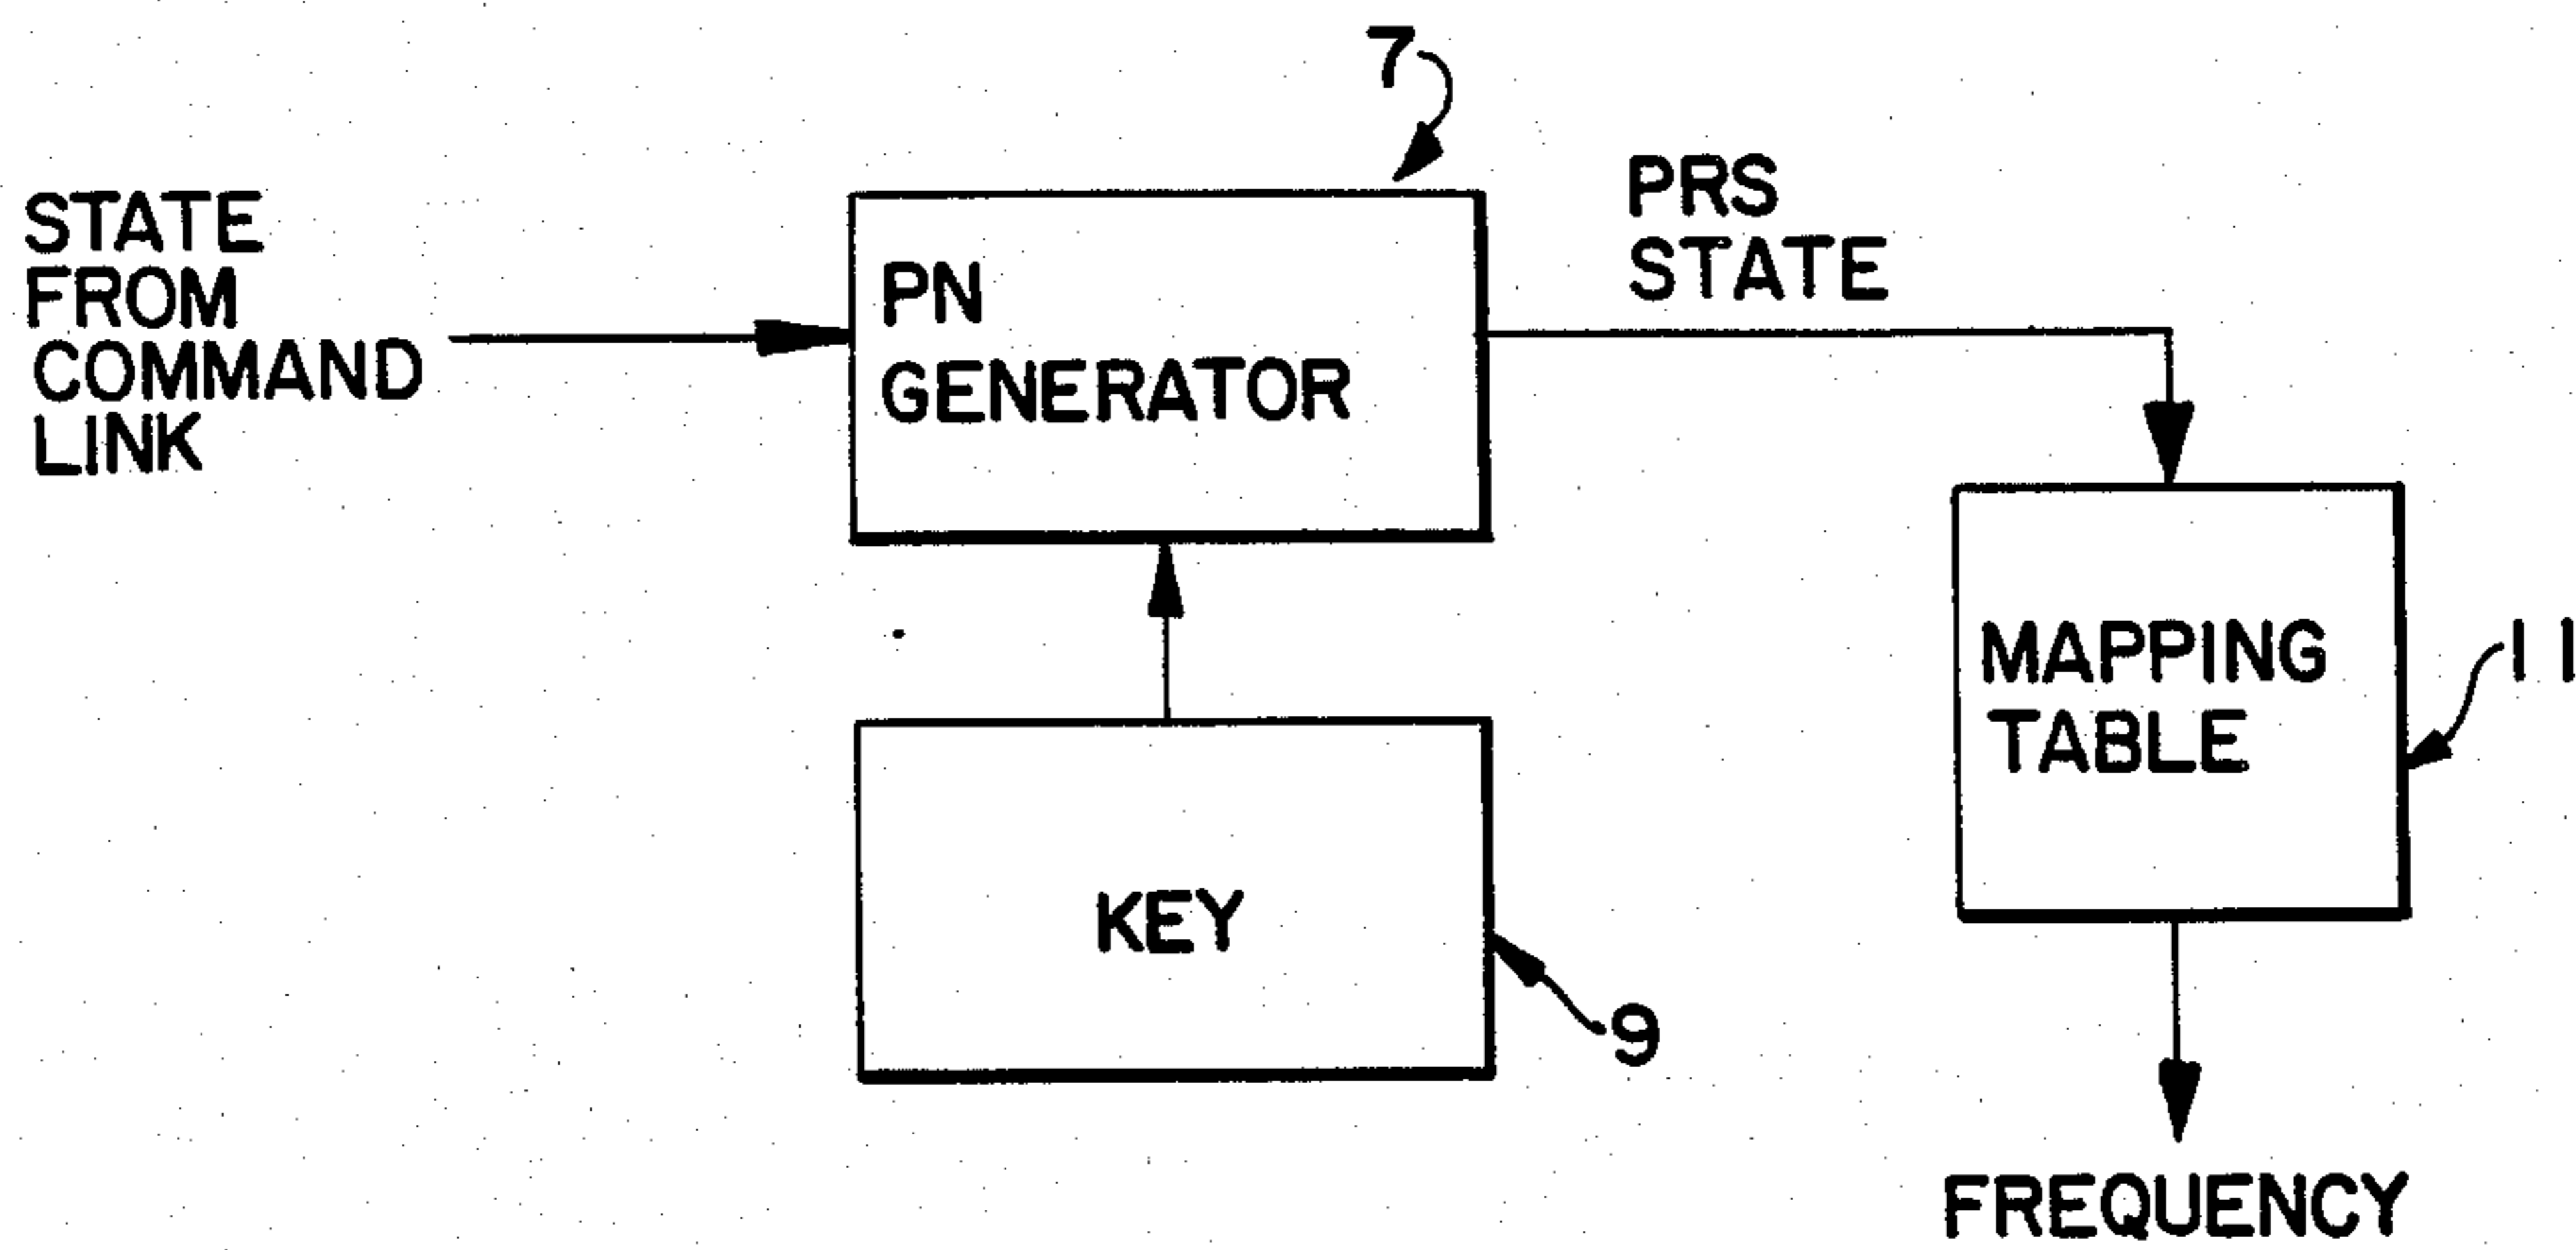 7
STATE
FROM
COMMAND
LINK
PN
GENERATOR
PRS
STATE
MAPPING
TABLE
11
KEY
9
FREQUENCY